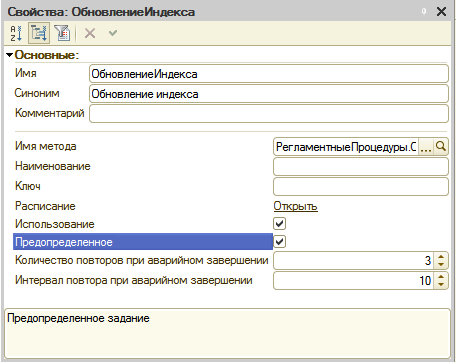 Свойства: ОбновлениеИндекса
Основные:
Имя ОбновлениеИндекса
Синоним Обновление индекса
Комментарий
Имя метода РегламентныеПроцедуры.О ...
Наименование
Ключ
Расписание Открыть
Использование
Предопределенное
Количество повторов при аварийном завершении 3
Интервал повтора при аварийном завершении 10
Предопределенное задание